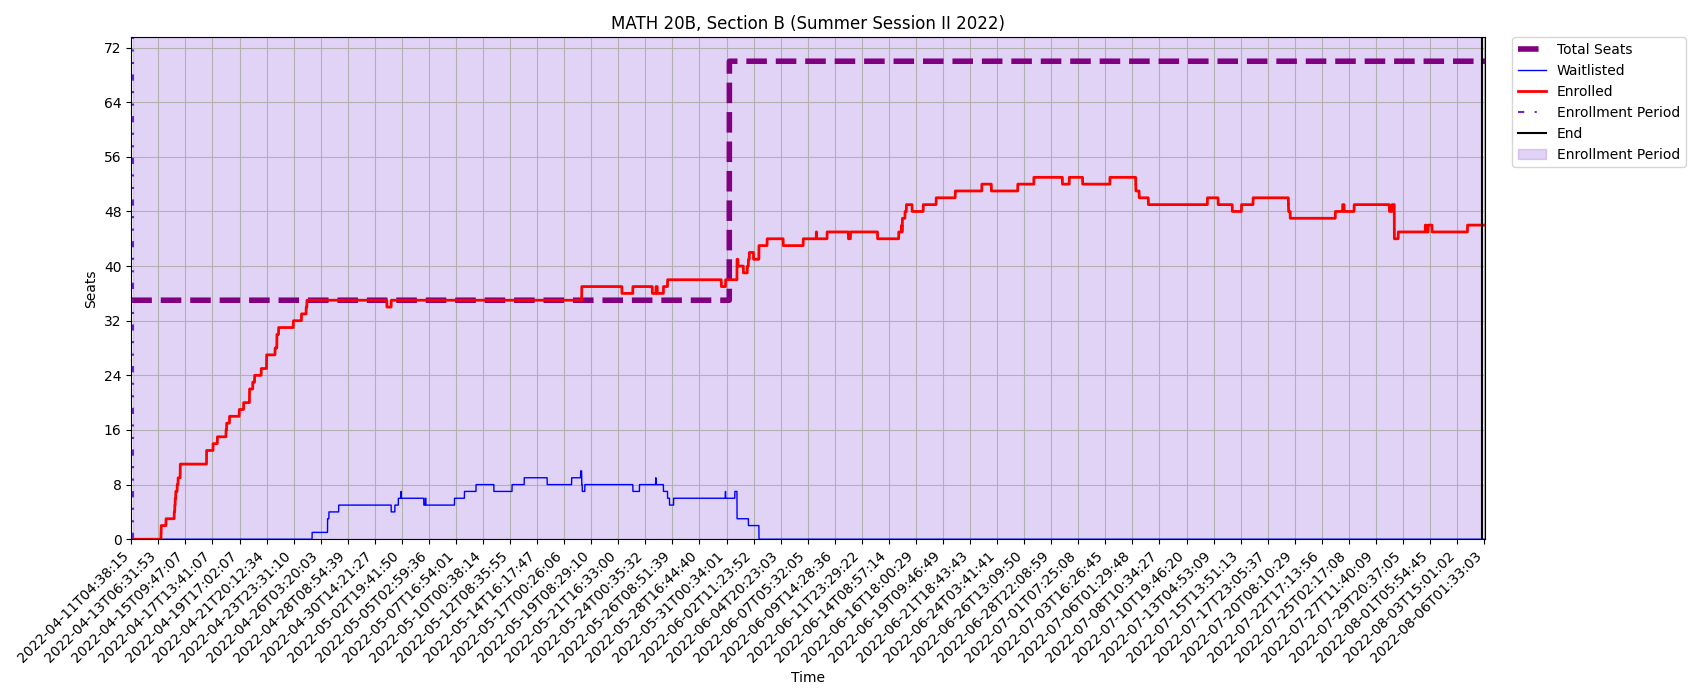 MATH 20B, Section B (Summer Session II 2022)
Seats
72
64
56
48
40
32
24
16
8
0
2022-04-11T04:38:15
2022-04-13T06:31:53
2022-04-15T09:47:07
2022-04-17T13:41:07
2022-04-19T17:02:07
2022-04-21T20:12:34
2022-04-23T23:31:10
2022-04-26T03:20:03
2022-04-28T08:54:39
2022-04-30T14:21:27
2022-05-02T19:41:50
2022-05-05T02:59:36
2022-05-07T16:54:01
2022-05-10T00:38:14
2022-05-12T08:35:55
2022-05-14T16:17:47
2022-05-17T00:26:06
2022-05-19T08:29:10
2022-05-21T16:33:00
2022-05-24T00:35:32
2022-05-26T08:51:39
2022-05-28T16:44:40
2022-05-31T00:34:01
2022-06-02T11:23:52
2022-06-04T20:23:03
2022-06-07T05:32:05
2022-06-09T14:28:36
2022-06-11T23:29:22
2022-06-14T08:57:14
2022-06-16T18:00:29
2022-06-19T09:46:49
2022-06-21T18:43:43
2022-06-24T03:41:41
2022-06-26T13:09:50
2022-06-28T22:08:59
2022-07-01T07:25:08
2022-07-03T16:26:45
2022-07-06T01:29:48
2022-07-08T10:34:27
2022-07-10T19:46:20
2022-07-13T04:53:09
2022-07-15T13:51:13
2022-07-17T23:05:37
2022-07-20T08:10:29
2022-07-22T17:13:56
2022-07-25T02:17:08
2022-07-27T11:40:09
2022-07-29T20:37:05
2022-08-01T05:54:45
2022-08-03T15:01:02
2022-08-06T01:33:03
Time
Total Seats
Waitlisted
Enrolled
Enrollment Period
End
Enrollment Period